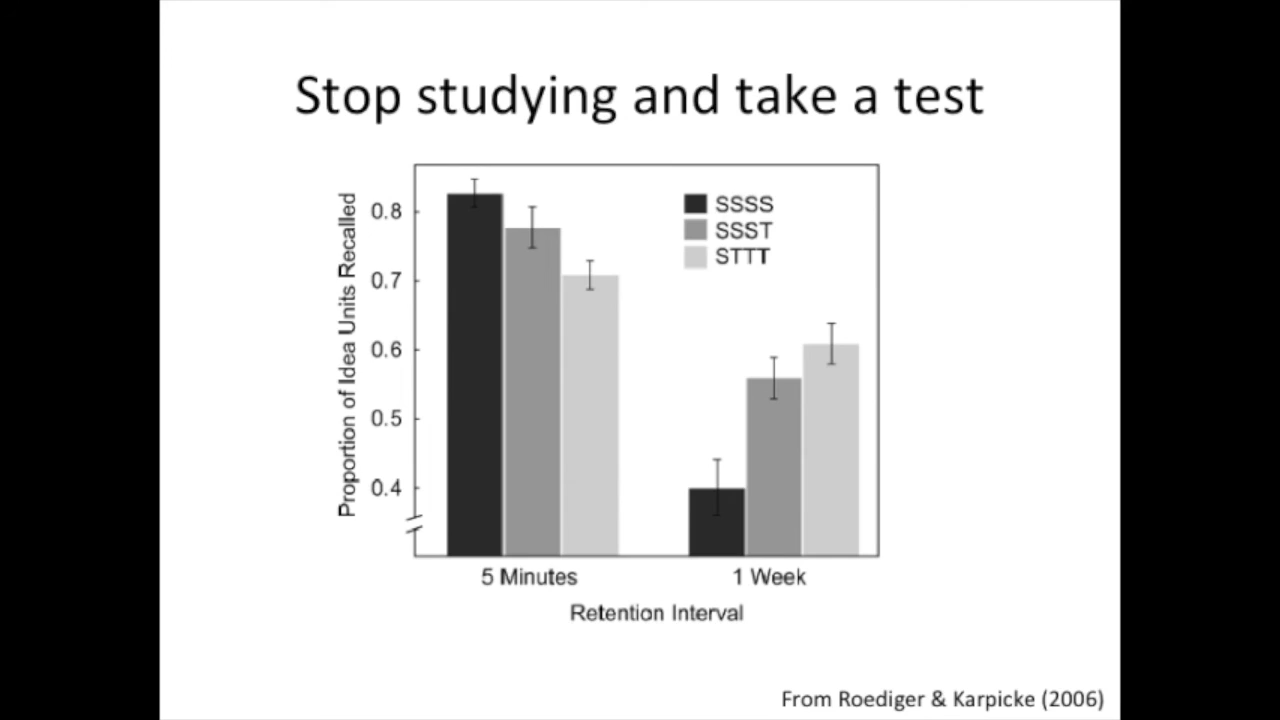 Stop studying and take a test
Proportion of Idea Units Recalled
0.8
0.7
0.6
0.5
0.4
SSSS
SSST
STTT
5 Minutes
1 Week
Retention Interval
From Roediger & Karpicke (2006)